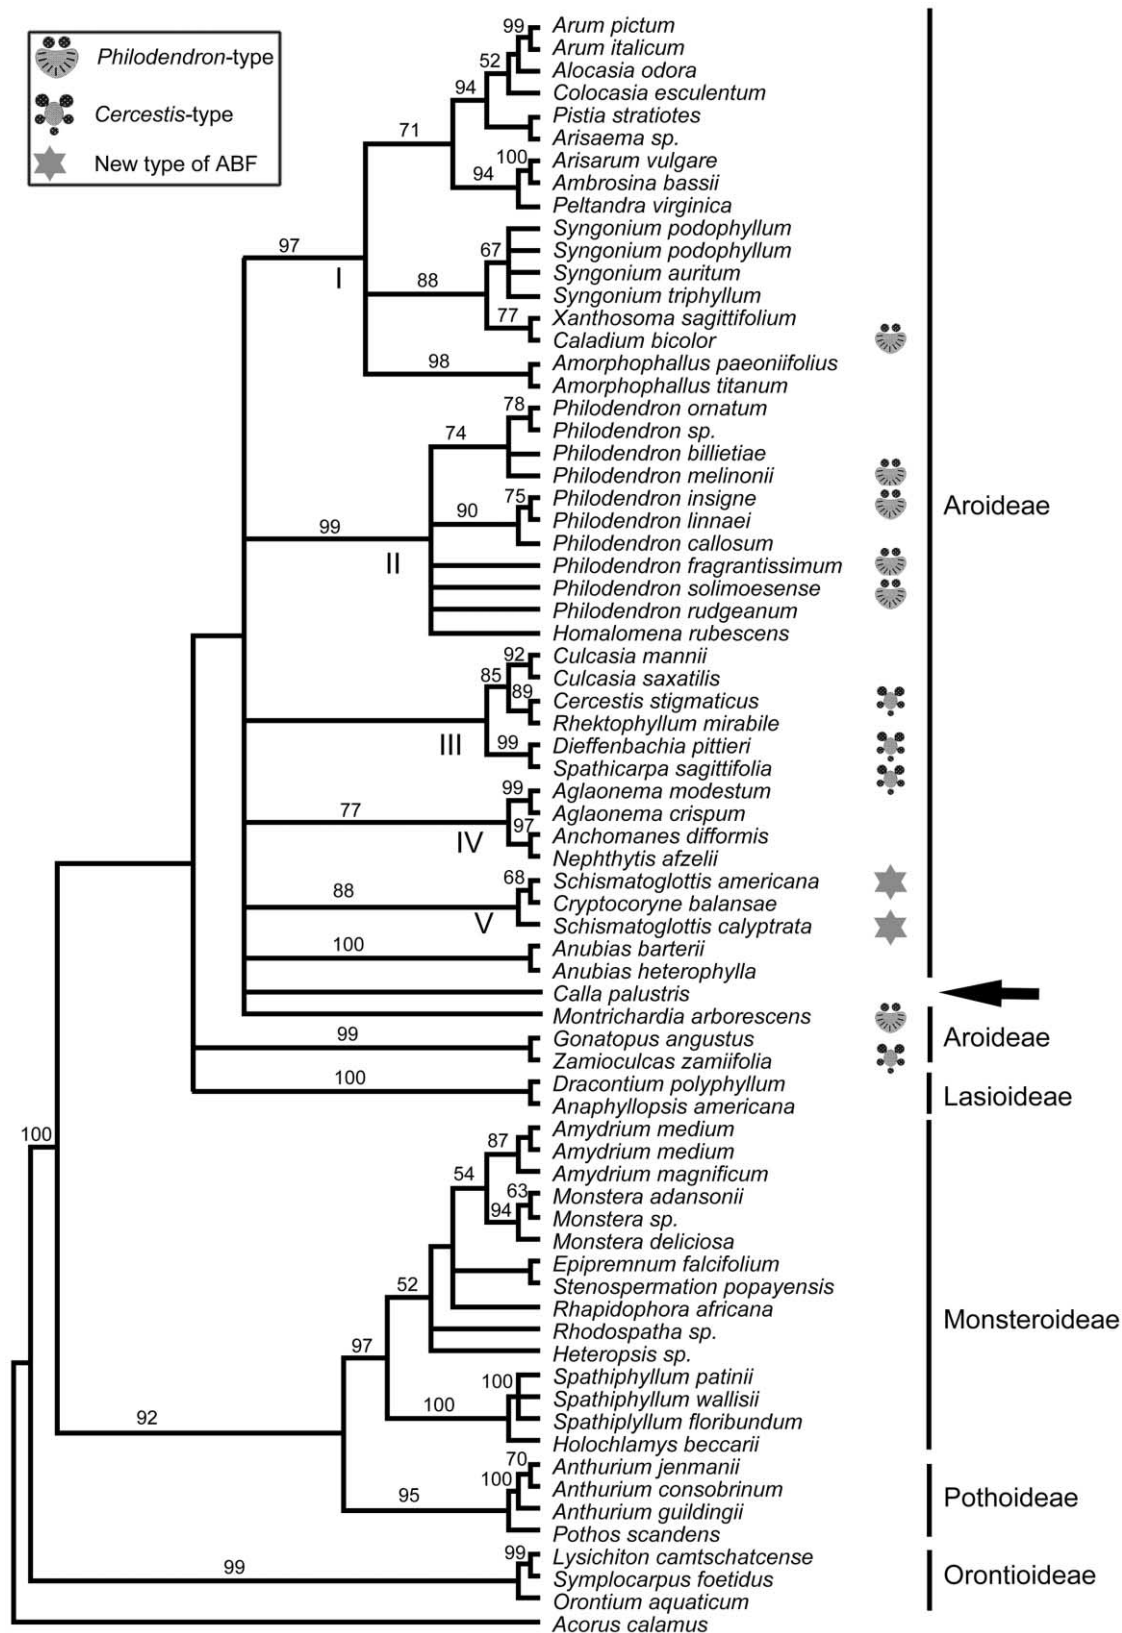 Philodendron-type
Cercestis-type
New type of ABF
99
Arum pictum
Arum italicum
52
Alocasia odora
94
Colocasia esculentum
Pistia stratiotes
71
Arisaema sp.
100
Arisarum vulgare
94
Ambrosina bassii
Peltandra virginica
Syngonium podophyllum
97
67
Syngonium podophyllum
I
88
Syngonium auritum
Syngonium triphyllum
77
Xanthosoma sagittifolium
Caladium bicolor
98
Amorphophallus paeoniifolius
Amorphophallus titanum
78
Philodendron ornatum
74
Philodendron sp.
Philodendron billietiae
Philodendron melinonii
75
Philodendron insigne
Aroideae
90
Philodendron linnaei
99
Philodendron callosum
II
Philodendron fragrantissimum
Philodendron solimoesense
Philodendron rudgeanum
Homalomena rubescens
92
Culcasia mannii
85
Culcasia saxatilis
89
Cercestis stigmaticus
Rhektophyllum mirabile
III
99
Dieffenbachia pittieri
Spathicarpa sagittifolia
99
Aglaonema modestum
77
Aglaonema crispum
97
IV
Anchomanes difformis
Nephthytis afzelii
68
Schismatoglottis americana
88
Cryptocoryne balansae
V
Schismatoglottis calyptrata
100
Anubias barterii
Anubias heterophylla
Calla palustris
Montrichardia arborescens
99
Gonatopus angustus
Aroideae
Zamioculcas zamiifolia
100
Dracontium polyphyllum
Lasioideae
Anaphyllopsis americana
100
Amydrium medium
87
Amydrium medium
54
Amydrium magnificum
63
Monstera adansonii
94
Monstera sp.
Monstera deliciosa
Epipremnum falcifolium
52
Stenospermation popayensis
Rhapidophora africana
Monsteroideae
Rhodospatha sp.
97
Heteropsis sp.
100
Spathiphyllum patinii
100
Spathiphyllum wallisii
92
Spathiplyllum floribundum
Holochlamys beccarii
70
Anthurium jenmanii
100
Anthurium consobrinum
95
Pothoideae
Anthurium guildingii
Pothos scandens
99
Lysichiton camtschatcense
99
Symplocarpus foetidus
Orontioideae
Orontium aquaticum
Acorus calamus